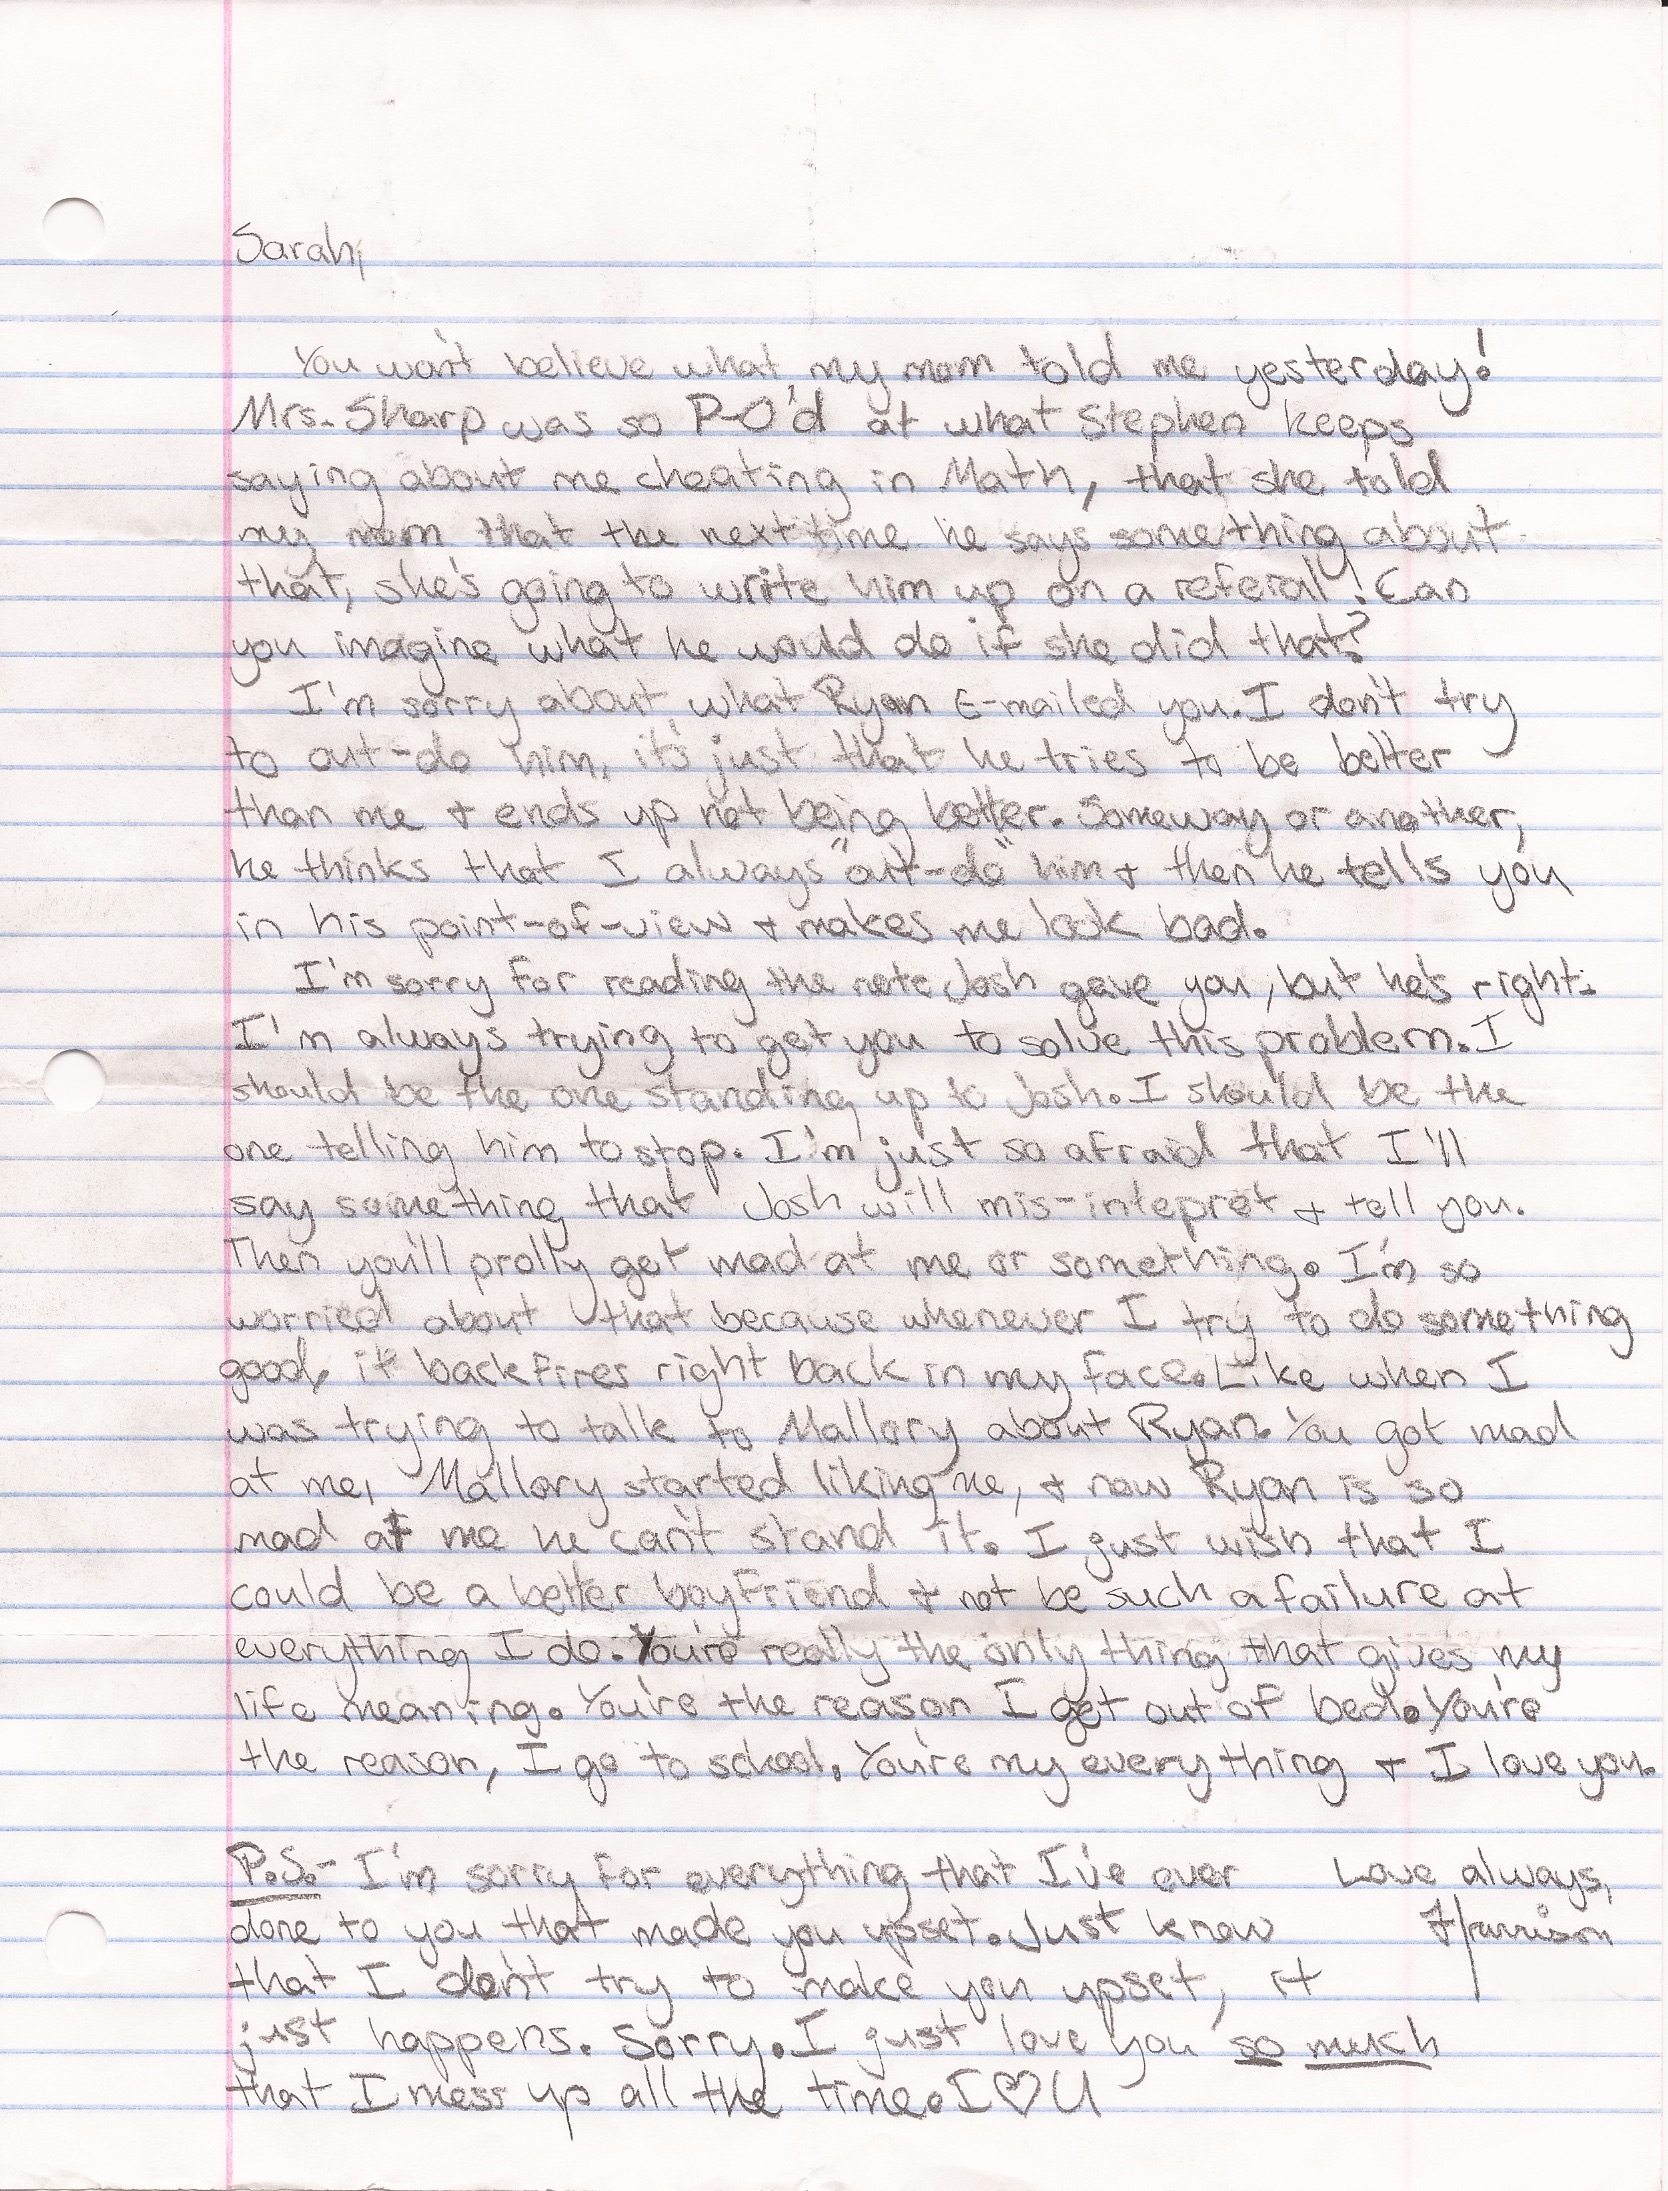 Sarah,
You won't believe what my mom told me yesterday!
Mrs. Sharp was so P-O'd at what Stephen keeps
saying about me cheating in Math, that she told
my mom that the next time he says something about
that, she's going to write him up on a referal! Can
you imagine what he would do if she did that?
I'm sorry about what Ryan E-mailed you. I don't try
to out-do him, it's just that he tries to be better
than me & ends up not being better. Someway or another,
he thinks that I always "out-do" him & then he tells you
in his point-of-view & makes me look bad.
I'm sorry for reading the note Josh gave you, but he's right.
I'm always trying to get you to solve this problem. I
should be the one standing up to Josh. I should be the
one telling him to stop. I'm just so afraid that I'll
say something that Josh will mis-intepret & tell you.
Then you'll prolly get mad at me or something. I'm so
worried about that because whenever I try to do something
good, it backfires right back in my face. Like when I
was trying to talk to Mallory about Ryan. You got mad
at me, Mallory started liking me, & now Ryan is so
mad at me he can't stand it. I just wish that I
could be a better boyfriend & not be such a failure at
everything I do. You're really the only thing that gives my
life meaning. You're the reason I get out of bed. You're
the reason, I go to school. You're my everything & I love you.
Love always,
Harrison
P.S.- I'm sorry for everything that I've ever
done to you that made you upset. Just know
that I don't try to make you upset, it
just happens. Sorry. I just love you so much
that I mess up all the time. I ♡ U